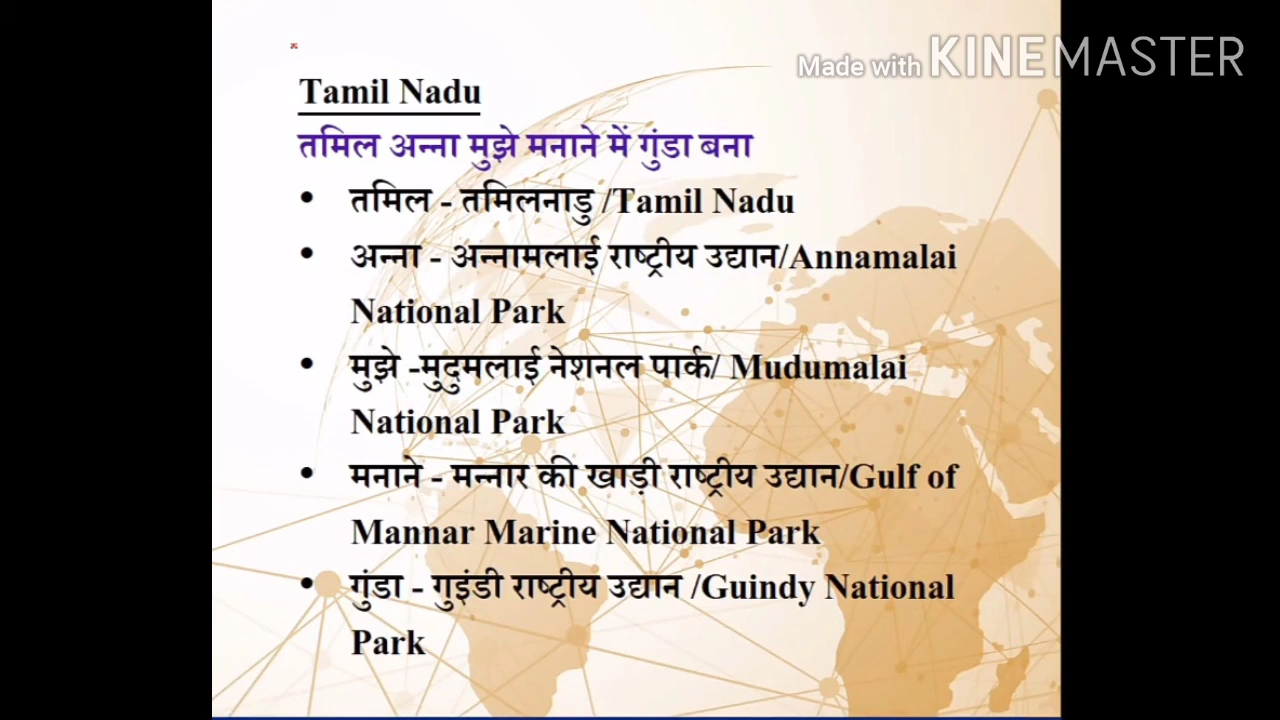 Made with KINEMASTER
Tamil Nadu
तमिल अन्ना मुझे मनाने में गुंडा बना
• तमिल - तमिलनाडु /Tamil Nadu
• अन्ना - अन्नामलाई राष्ट्रीय उद्यान/Annamalai
National Park
• मुझे -मुदुमलाई नेशनल पार्क/ Mudumalai
National Park
• मनाने - मन्नार की खाड़ी राष्ट्रीय उद्यान/Gulf of
Mannar Marine National Park
• गुंडा - गुइंडी राष्ट्रीय उद्यान /Guindy National
Park